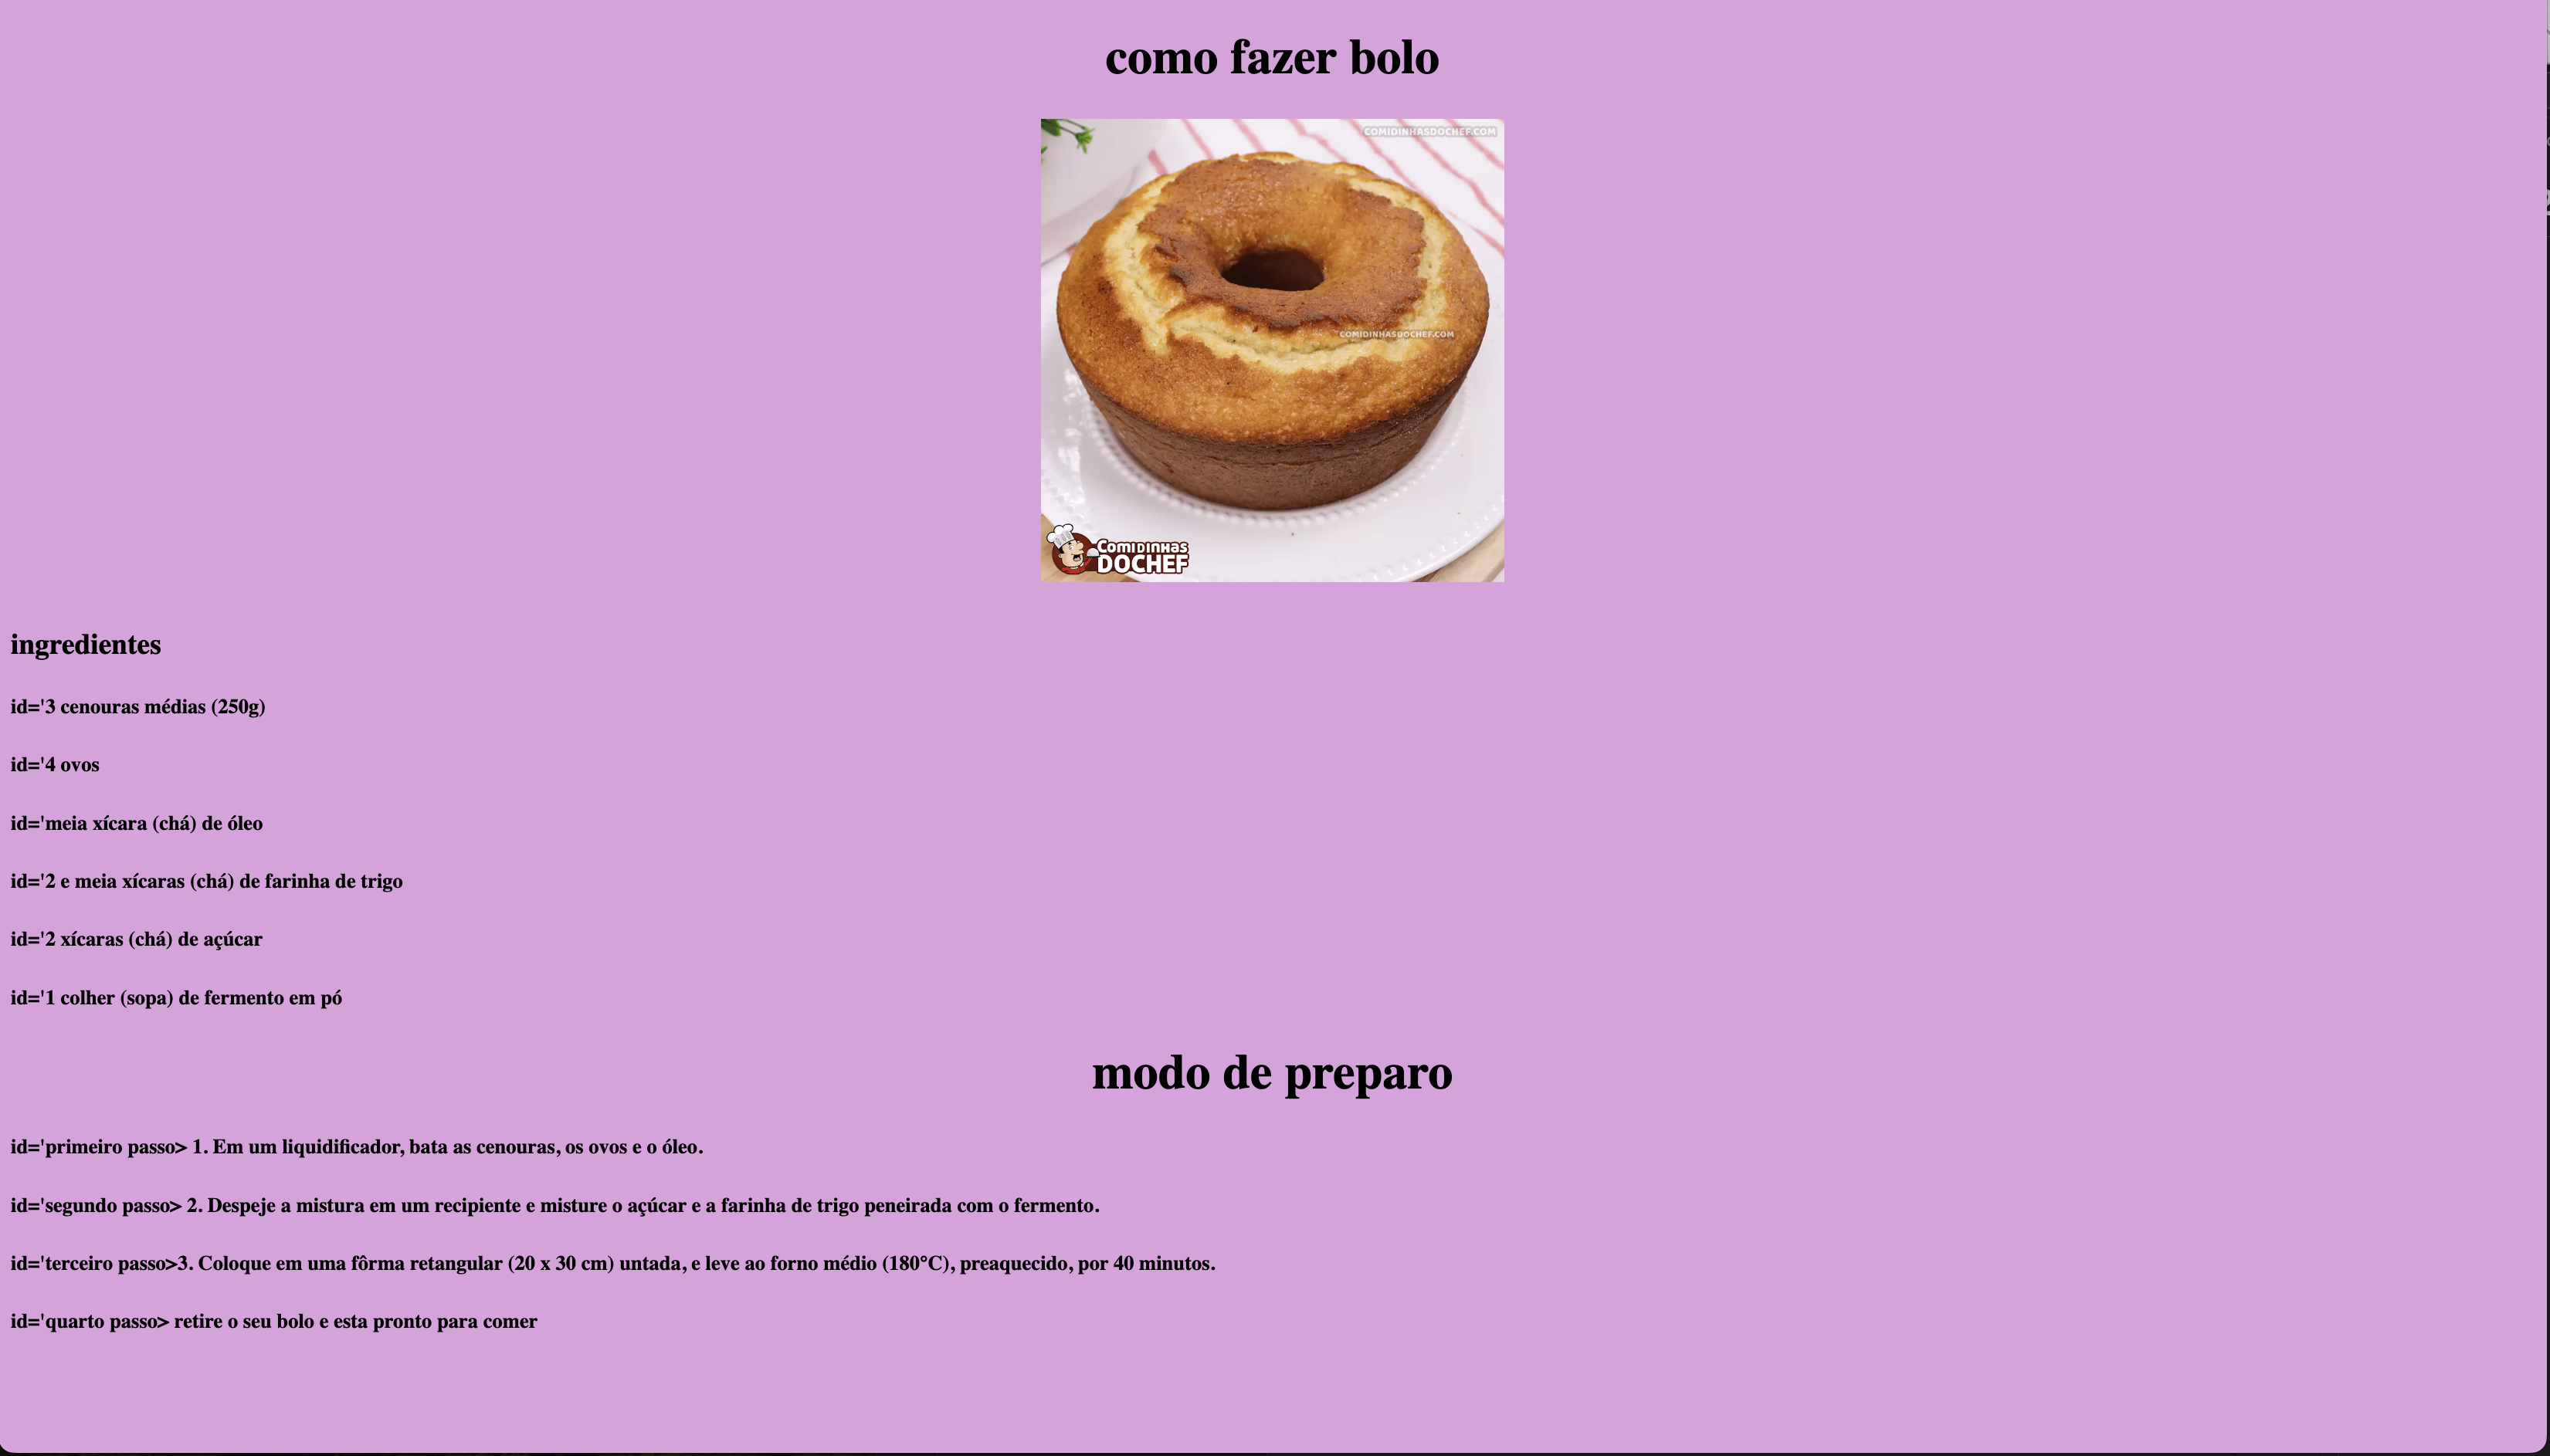 como fazer bolo
COMIDINHASDOCHEF.COM
COMIDINHASDOCHEF.COM
Comidinhas
DOCHEF
ingredientes
id='3 cenouras médias (250g)
id='4 ovos
id='meia xícara (chá) de óleo
id='2 e meia xícaras (chá) de farinha de trigo
id='2 xícaras (chá) de açúcar
id='1 colher (sopa) de fermento em pó
modo de preparo
id='primeiro passo> 1. Em um liquidificador, bata as cenouras, os ovos e o óleo.
id='segundo passo> 2. Despeje a mistura em um recipiente e misture o açúcar e a farinha de trigo peneirada com o fermento.
id='terceiro passo>3. Coloque em uma fôrma retangular (20 x 30 cm) untada, e leve ao forno médio (180°C), preaquecido, por 40 minutos.
id='quarto passo> retire o seu bolo e esta pronto para comer